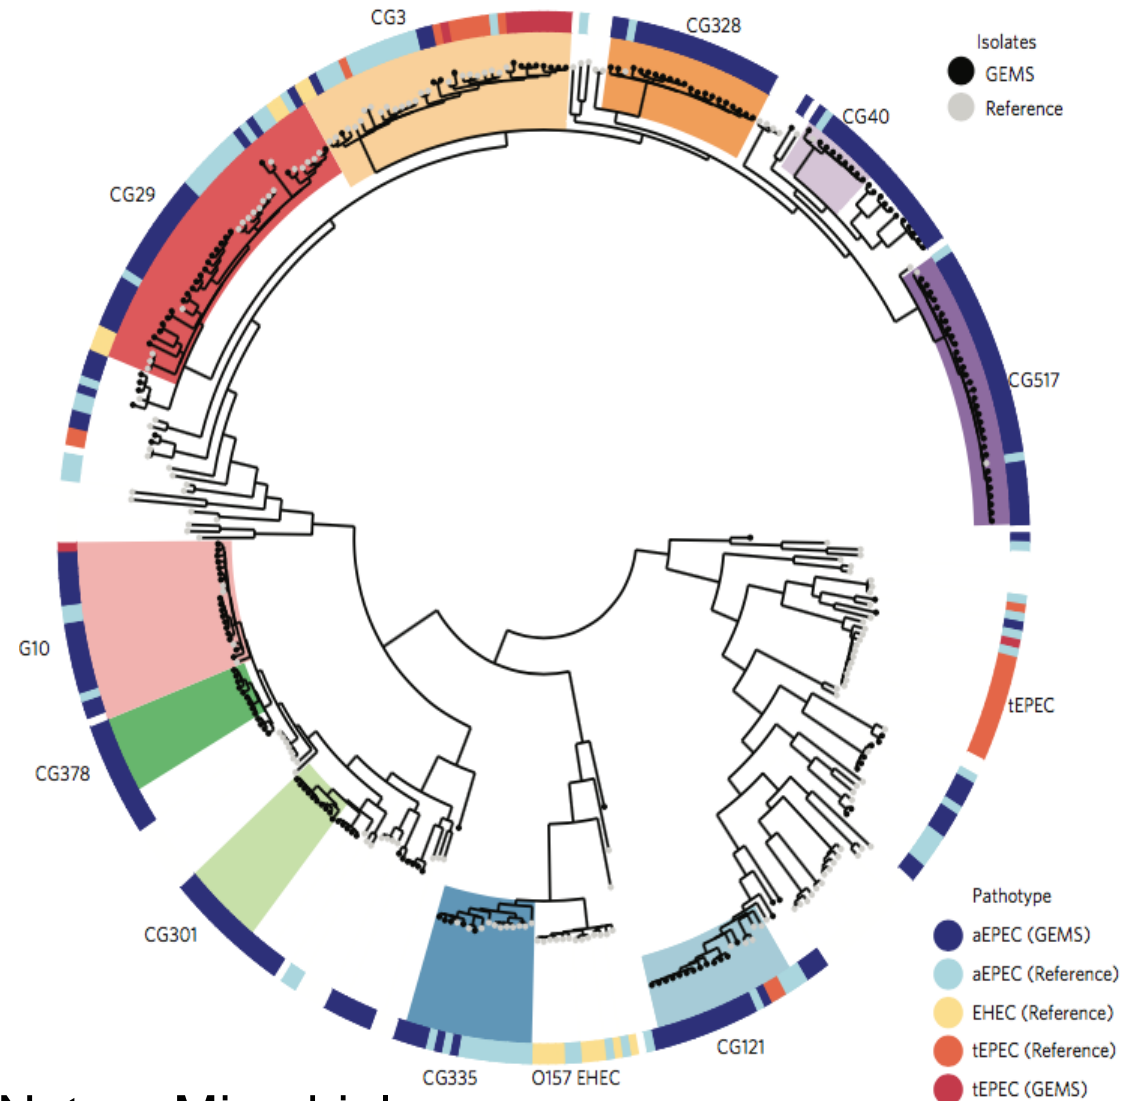 CG3
CG328
Isolates
GEMS
Reference
CG40
CG29
CG517
G10
tEPEC
CG378
CG301
CG335
O157 EHEC
CG121
Pathotype
aEPEC (GEMS)
aEPEC (Reference)
EHEC (Reference)
tEPEC (Reference)
tEPEC (GEMS)